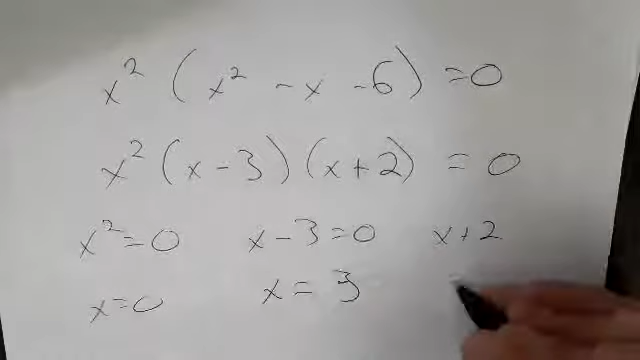 x² (x² - x - 6) = 0
x² (x - 3) (x + 2) = 0
x² = 0 x - 3 = 0 x + 2
x = 0 x = 3